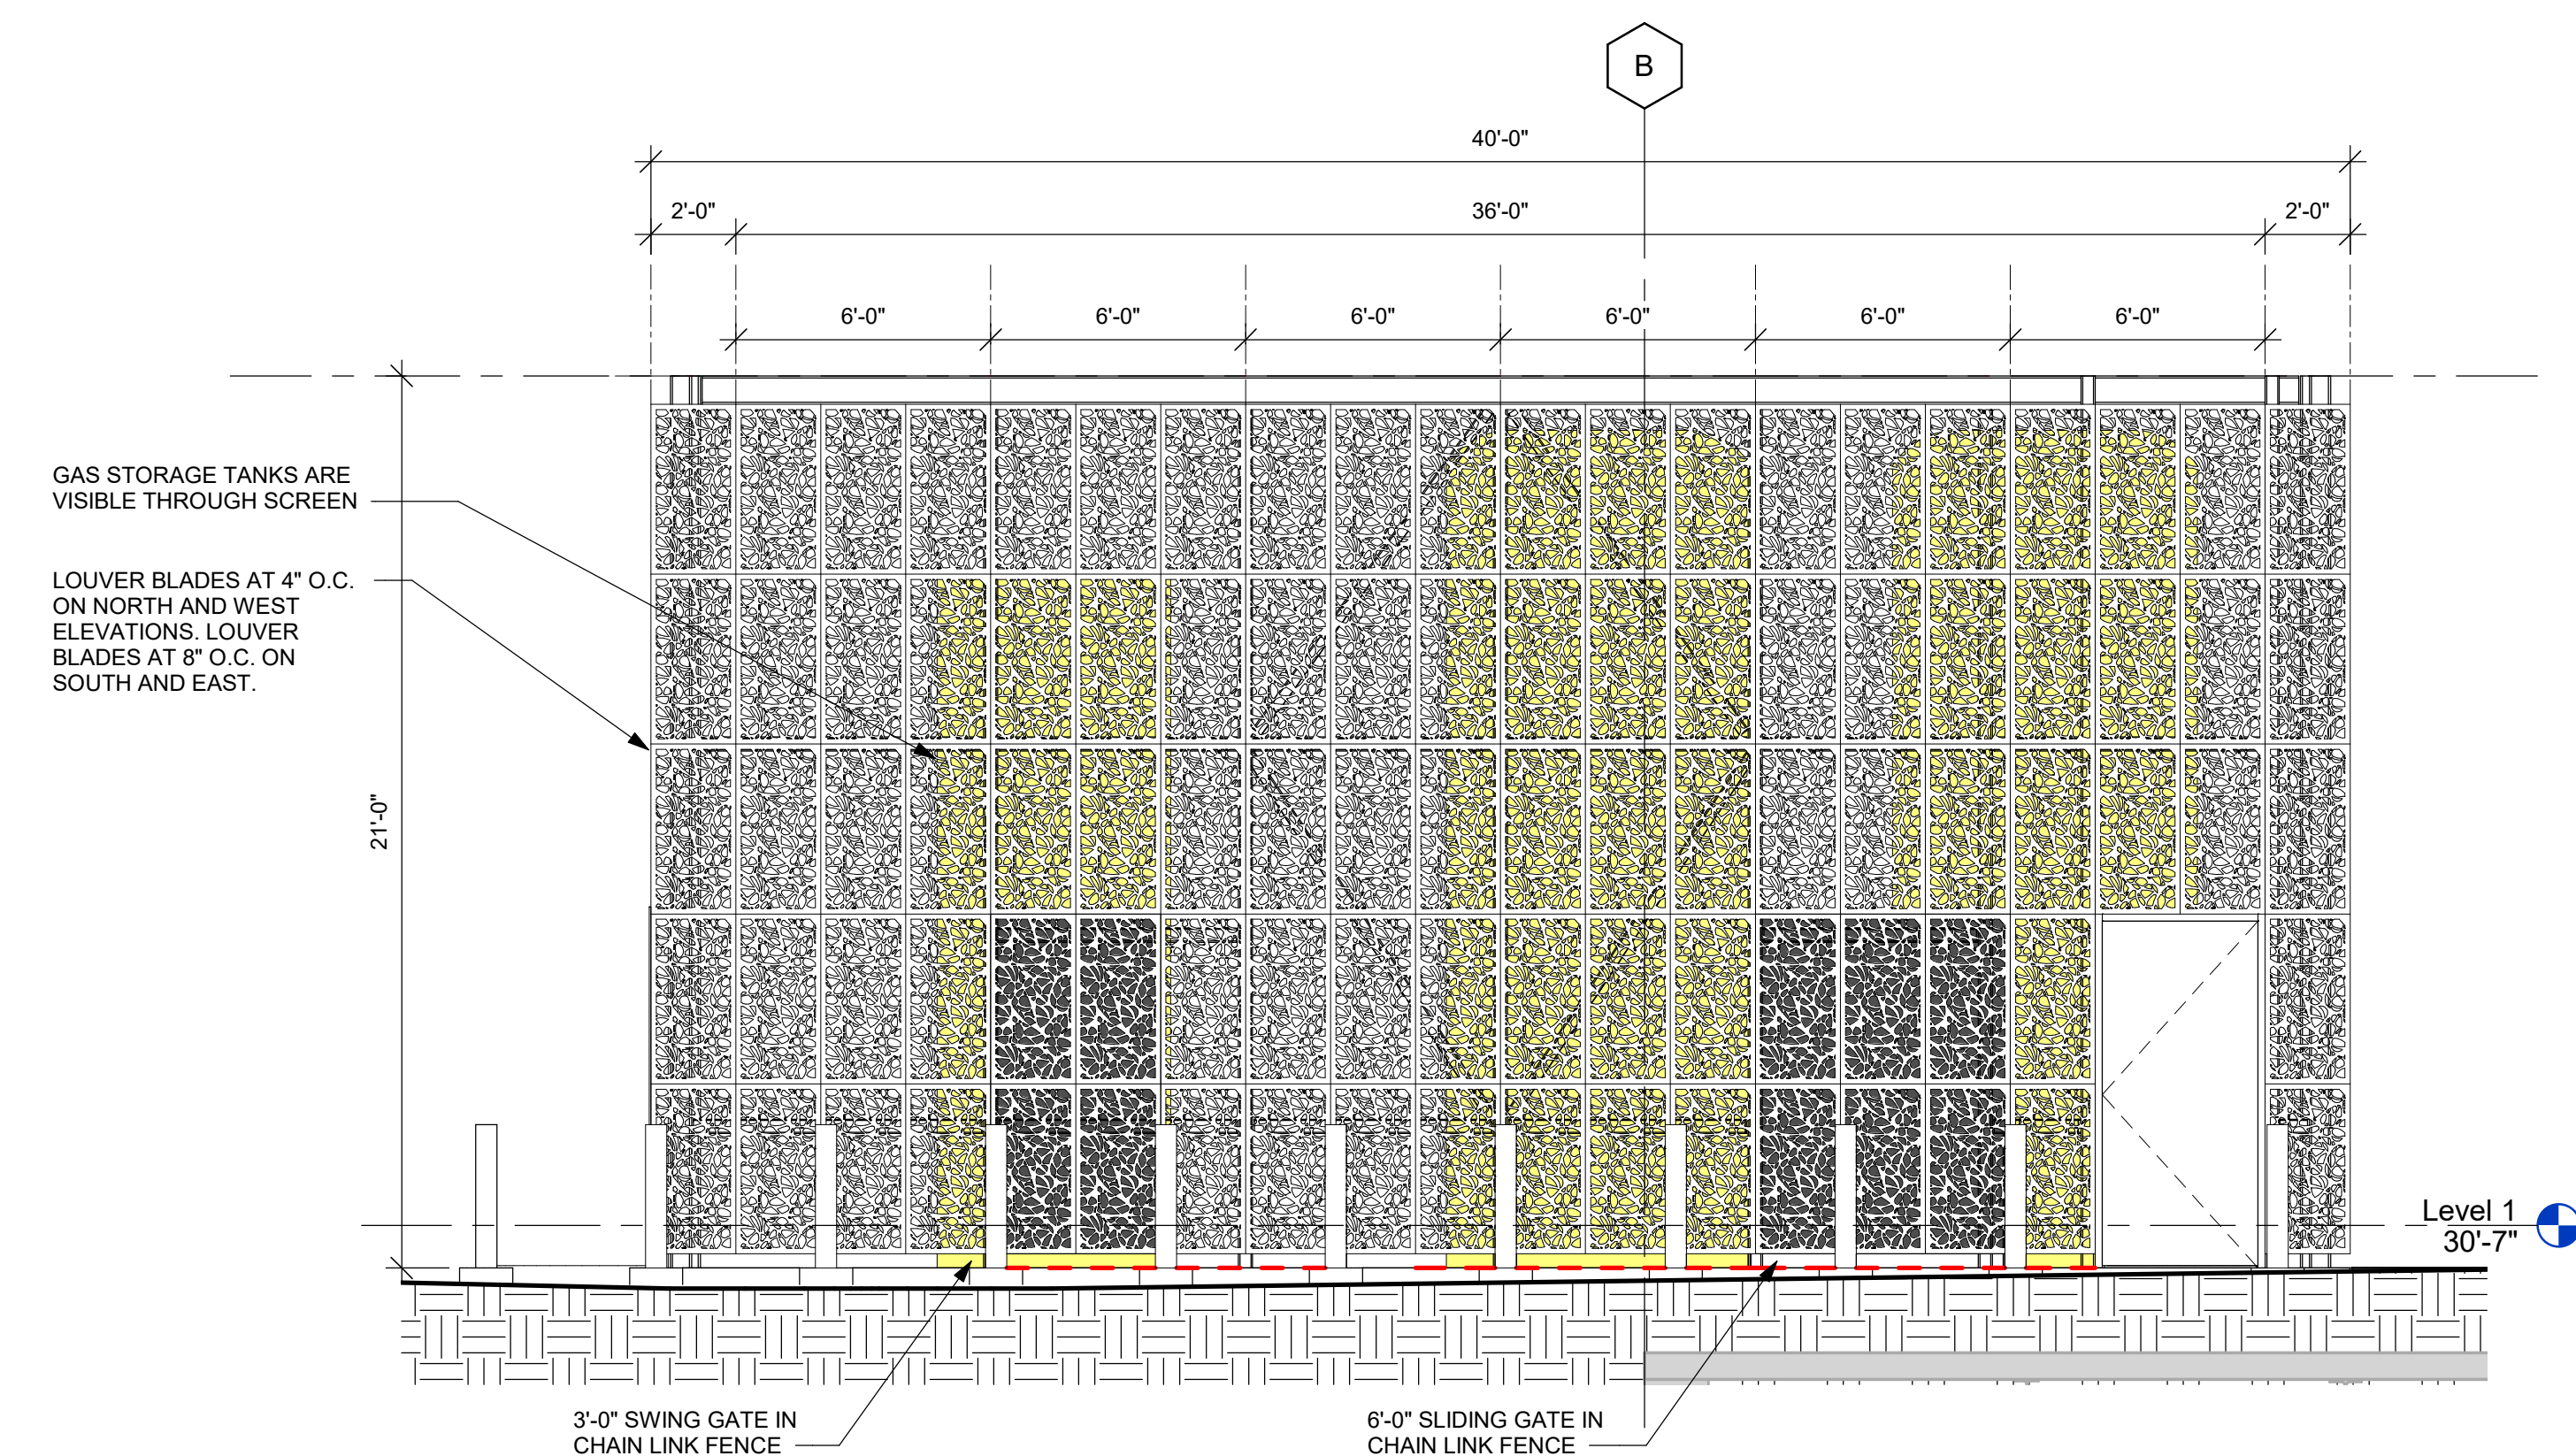 B
40'-0"
2'-0"
36'-0"
2'-0"
6'-0"
6'-0"
6'-0"
6'-0"
6'-0"
6'-0"
GAS STORAGE TANKS ARE
VISIBLE THROUGH SCREEN
LOUVER BLADES AT 4" O.C.
ON NORTH AND WEST
ELEVATIONS. LOUVER
BLADES AT 8" O.C. ON
SOUTH AND EAST.
21'-0"
Level 1
30'-7"
3'-0" SWING GATE IN
CHAIN LINK FENCE
6'-0" SLIDING GATE IN
CHAIN LINK FENCE